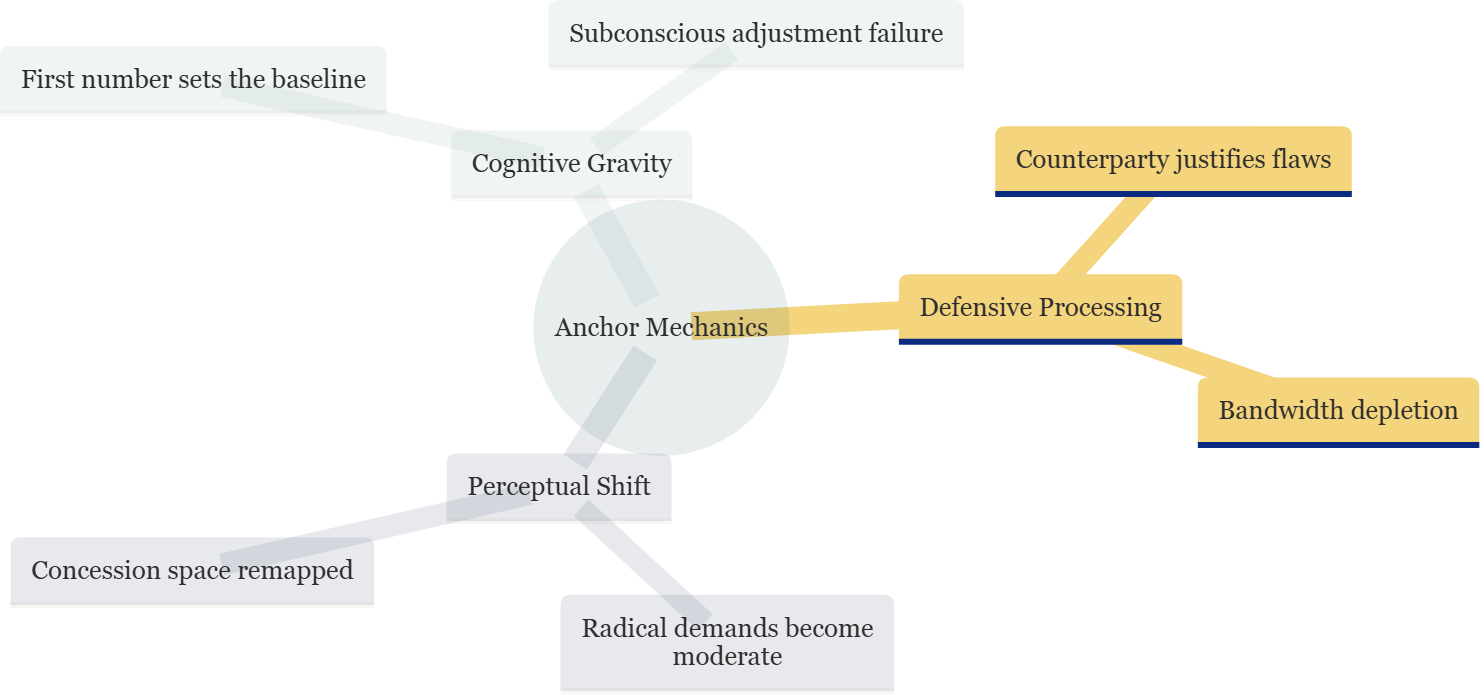 Subconscious adjustment failure
First number sets the baseline
Cognitive Gravity
Counterparty justifies flaws
Defensive Processing
Anchor Mechanics
Bandwidth depletion
Perceptual Shift
Concession space remapped
Radical demands become
moderate